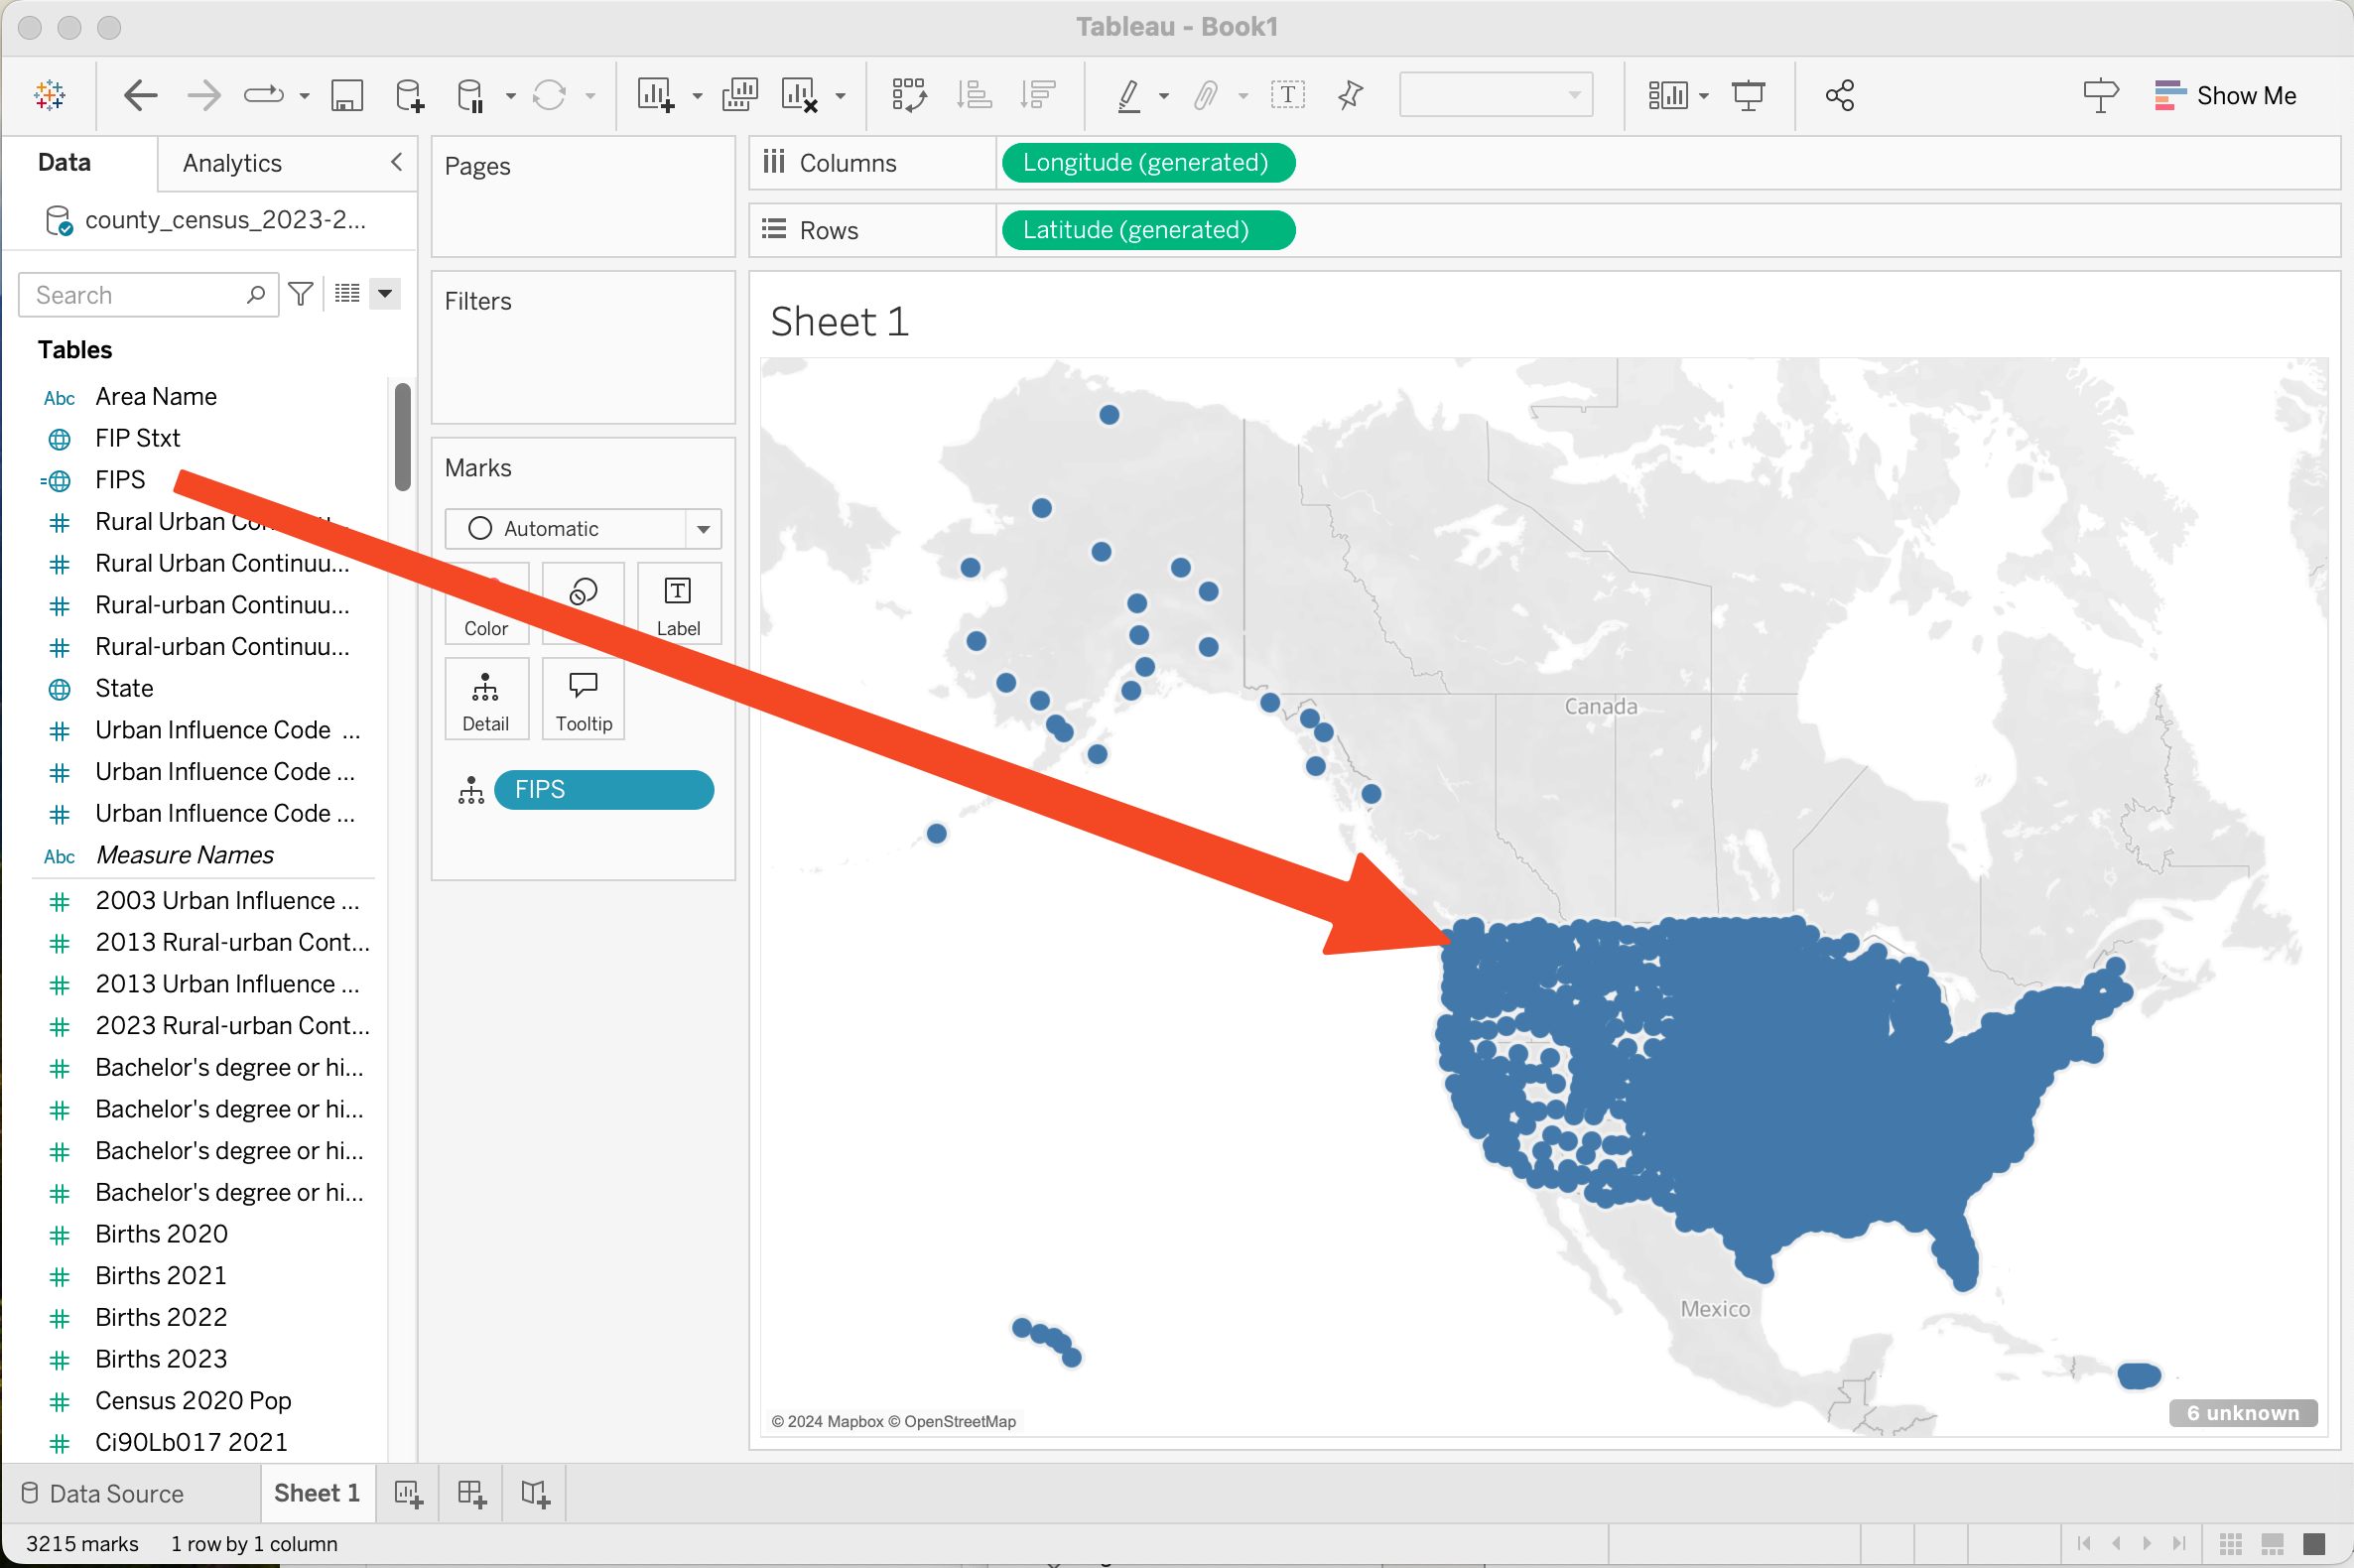 Tableau - Book1
Show Me
Data
Analytics
county_census_2023-2...
Search
Tables
Abc Area Name
FIP Stxt
FIPS
Rural Urban
Rural Urban Continuu...
Rural-urban Continuu...
Rural-urban Continuu...
State
Urban Influence Code ...
Urban Influence Code ...
Urban Influence Code ...
Abc Measure Names
2003 Urban Influence ...
2013 Rural-urban Cont...
2013 Urban Influence ...
2023 Rural-urban Cont...
Bachelor's degree or hi...
Bachelor's degree or hi...
Bachelor's degree or hi...
Bachelor's degree or hi...
Births 2020
Births 2021
Births 2022
Births 2023
Census 2020 Pop
Ci90Lb017 2021
Pages
Filters
Marks
Automatic
Color
Label
Detail
Tooltip
FIPS
Columns
Longitude (generated)
Rows
Latitude (generated)
Sheet 1
Canada
Mexico
© 2024 Mapbox © OpenStreetMap
6 unknown
Data Source
Sheet 1
3215 marks
1 row by 1 column